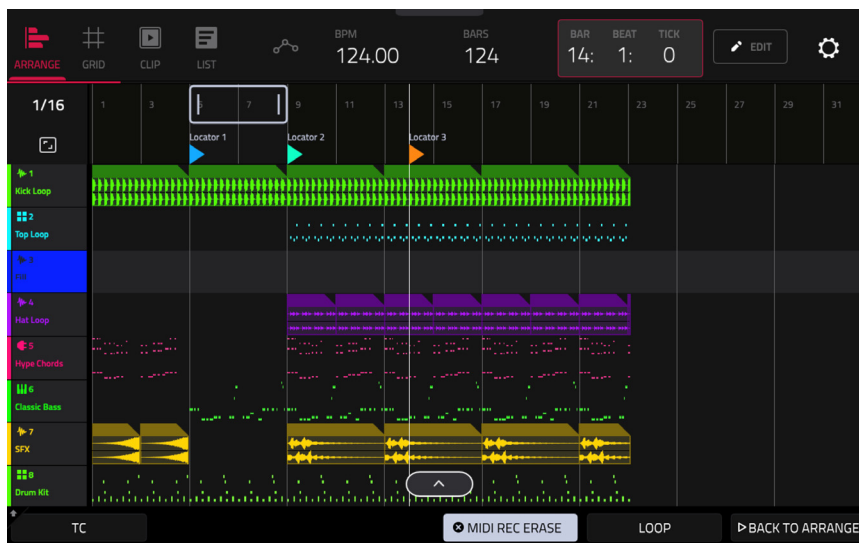 BPM BARS BAR BEAT TICK
124.00 124 14: 1: 0 EDIT
ARRANGE GRID CLIP LIST
1/16 1 3 5 7 9 11 13 15 17 19 21 23 25 27 29 31
Locator 1 Locator 2 Locator 3
1
Kick Loop
2
Top Loop
3
4
Hat Loop
5
Hype Chords
6
Classic Bass
7
SFX
8
Drum Kit
TC MIDI REC ERASE LOOP BACK TO ARRANGE